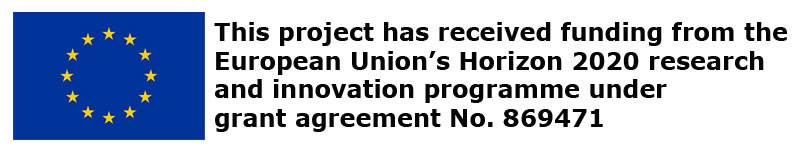 This project has received funding from the
European Union’s Horizon 2020 research
and innovation programme under
grant agreement No. 869471